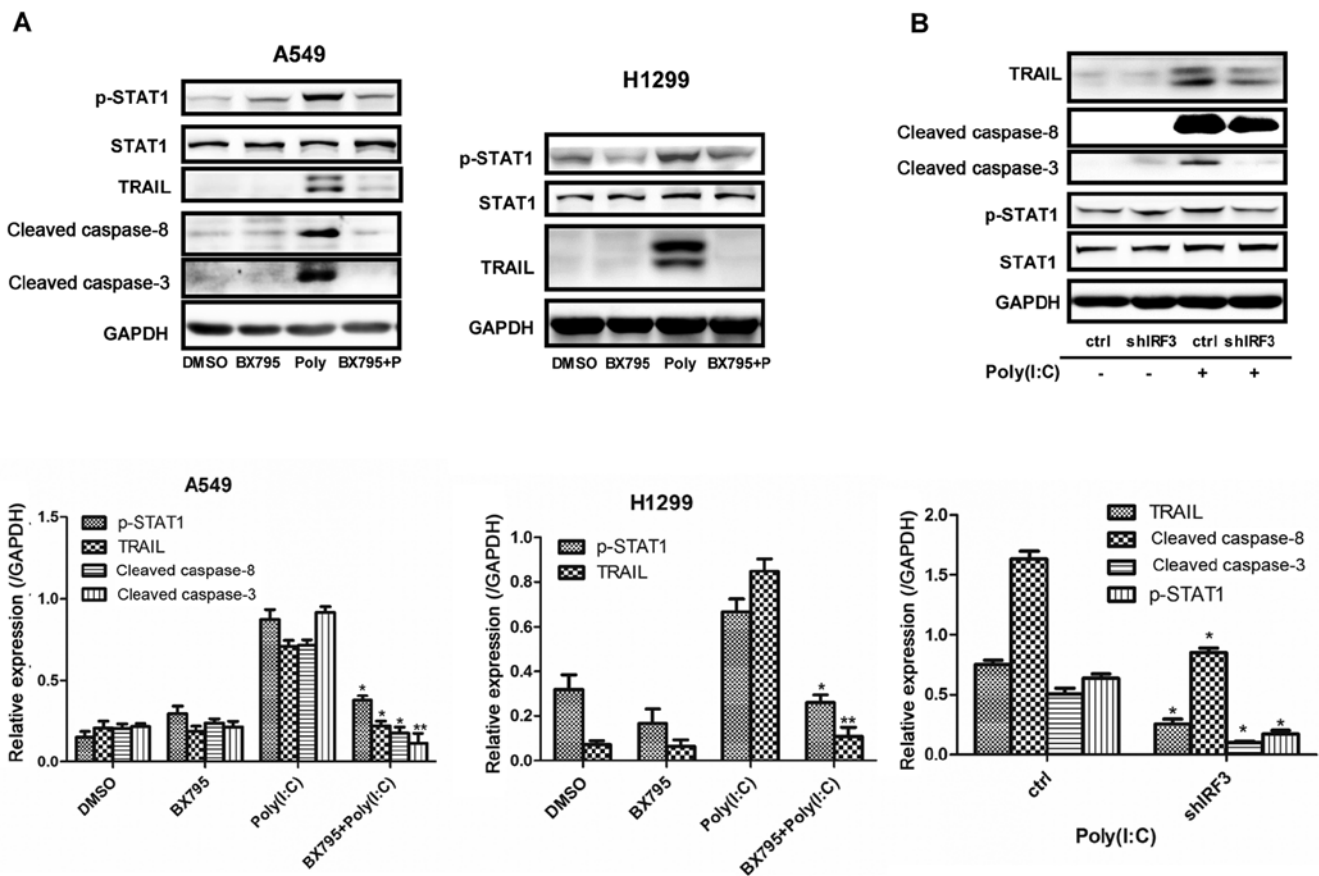 A
A549
p-STAT1
STAT1
TRAIL
Cleaved caspase-8
Cleaved caspase-3
GAPDH
DMSO BX795 Poly BX795+P
H1299
p-STAT1
STAT1
TRAIL
GAPDH
DMSO BX795 Poly BX795+P
B
TRAIL
Cleaved caspase-8
Cleaved caspase-3
p-STAT1
STAT1
GAPDH
ctrl shIRF3 ctrl shIRF3
Poly(I:C) - - + +
A549
Relative expression (/GAPDH)
1.5
1.0
0.5
0.0
p-STAT1
TRAIL
Cleaved caspase-8
Cleaved caspase-3
* * * **
DMSO
BX795
Poly(I:C)
BX795+Poly(I:C)
H1299
Relative expression (/GAPDH)
1.0
0.8
0.6
0.4
0.2
0.0
p-STAT1
TRAIL
* **
DMSO
BX795
Poly(I:C)
BX795+Poly(I:C)
Relative expression (/GAPDH)
2.0
1.5
1.0
0.5
0.0
TRAIL
Cleaved caspase-8
Cleaved caspase-3
p-STAT1
* * * *
ctrl
shIRF3
Poly(I:C)